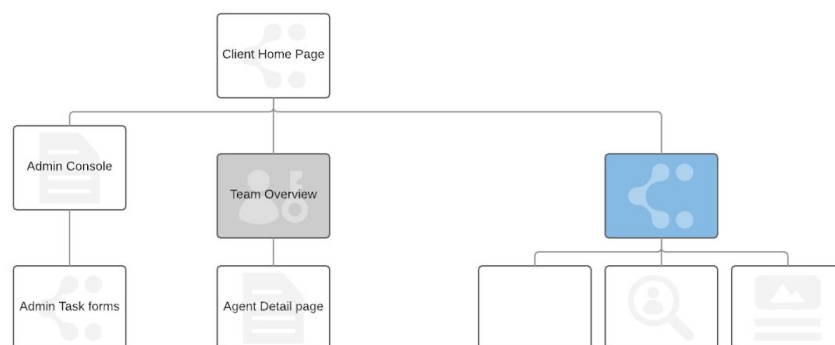 Client Home Page
Admin Console
Team Overview
Admin Task forms
Agent Detail page